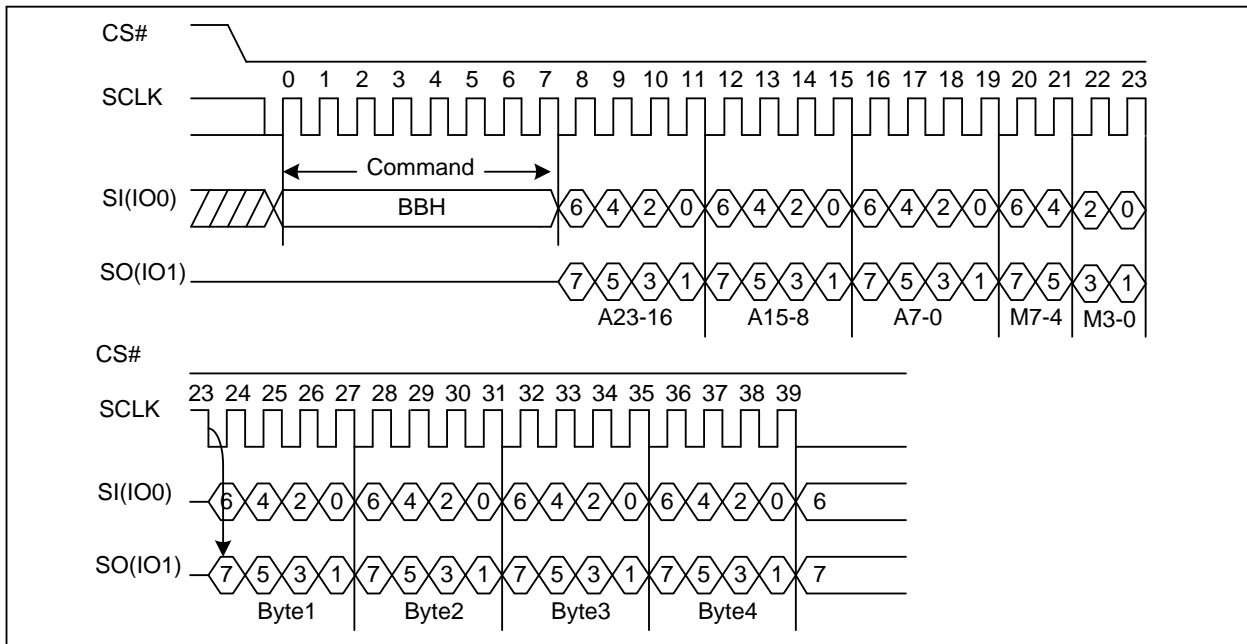 CS#
0 1 2 3 4 5 6 7 8 9 10 11 12 13 14 15 16 17 18 19 20 21 22 23
SCLK
Command
SI(IO0) BBH 6 4 2 0 6 4 2 0 6 4 2 0 6 4 2 0
SO(IO1) 7 5 3 1 7 5 3 1 7 5 3 1 7 5 3 1
A23-16 A15-8 A7-0 M7-4 M3-0
CS#
23 24 25 26 27 28 29 30 31 32 33 34 35 36 37 38 39
SCLK
SI(IO0) 6 4 2 0 6 4 2 0 6 4 2 0 6 4 2 0 6
SO(IO1) 7 5 3 1 7 5 3 1 7 5 3 1 7 5 3 1 7
Byte1 Byte2 Byte3 Byte4